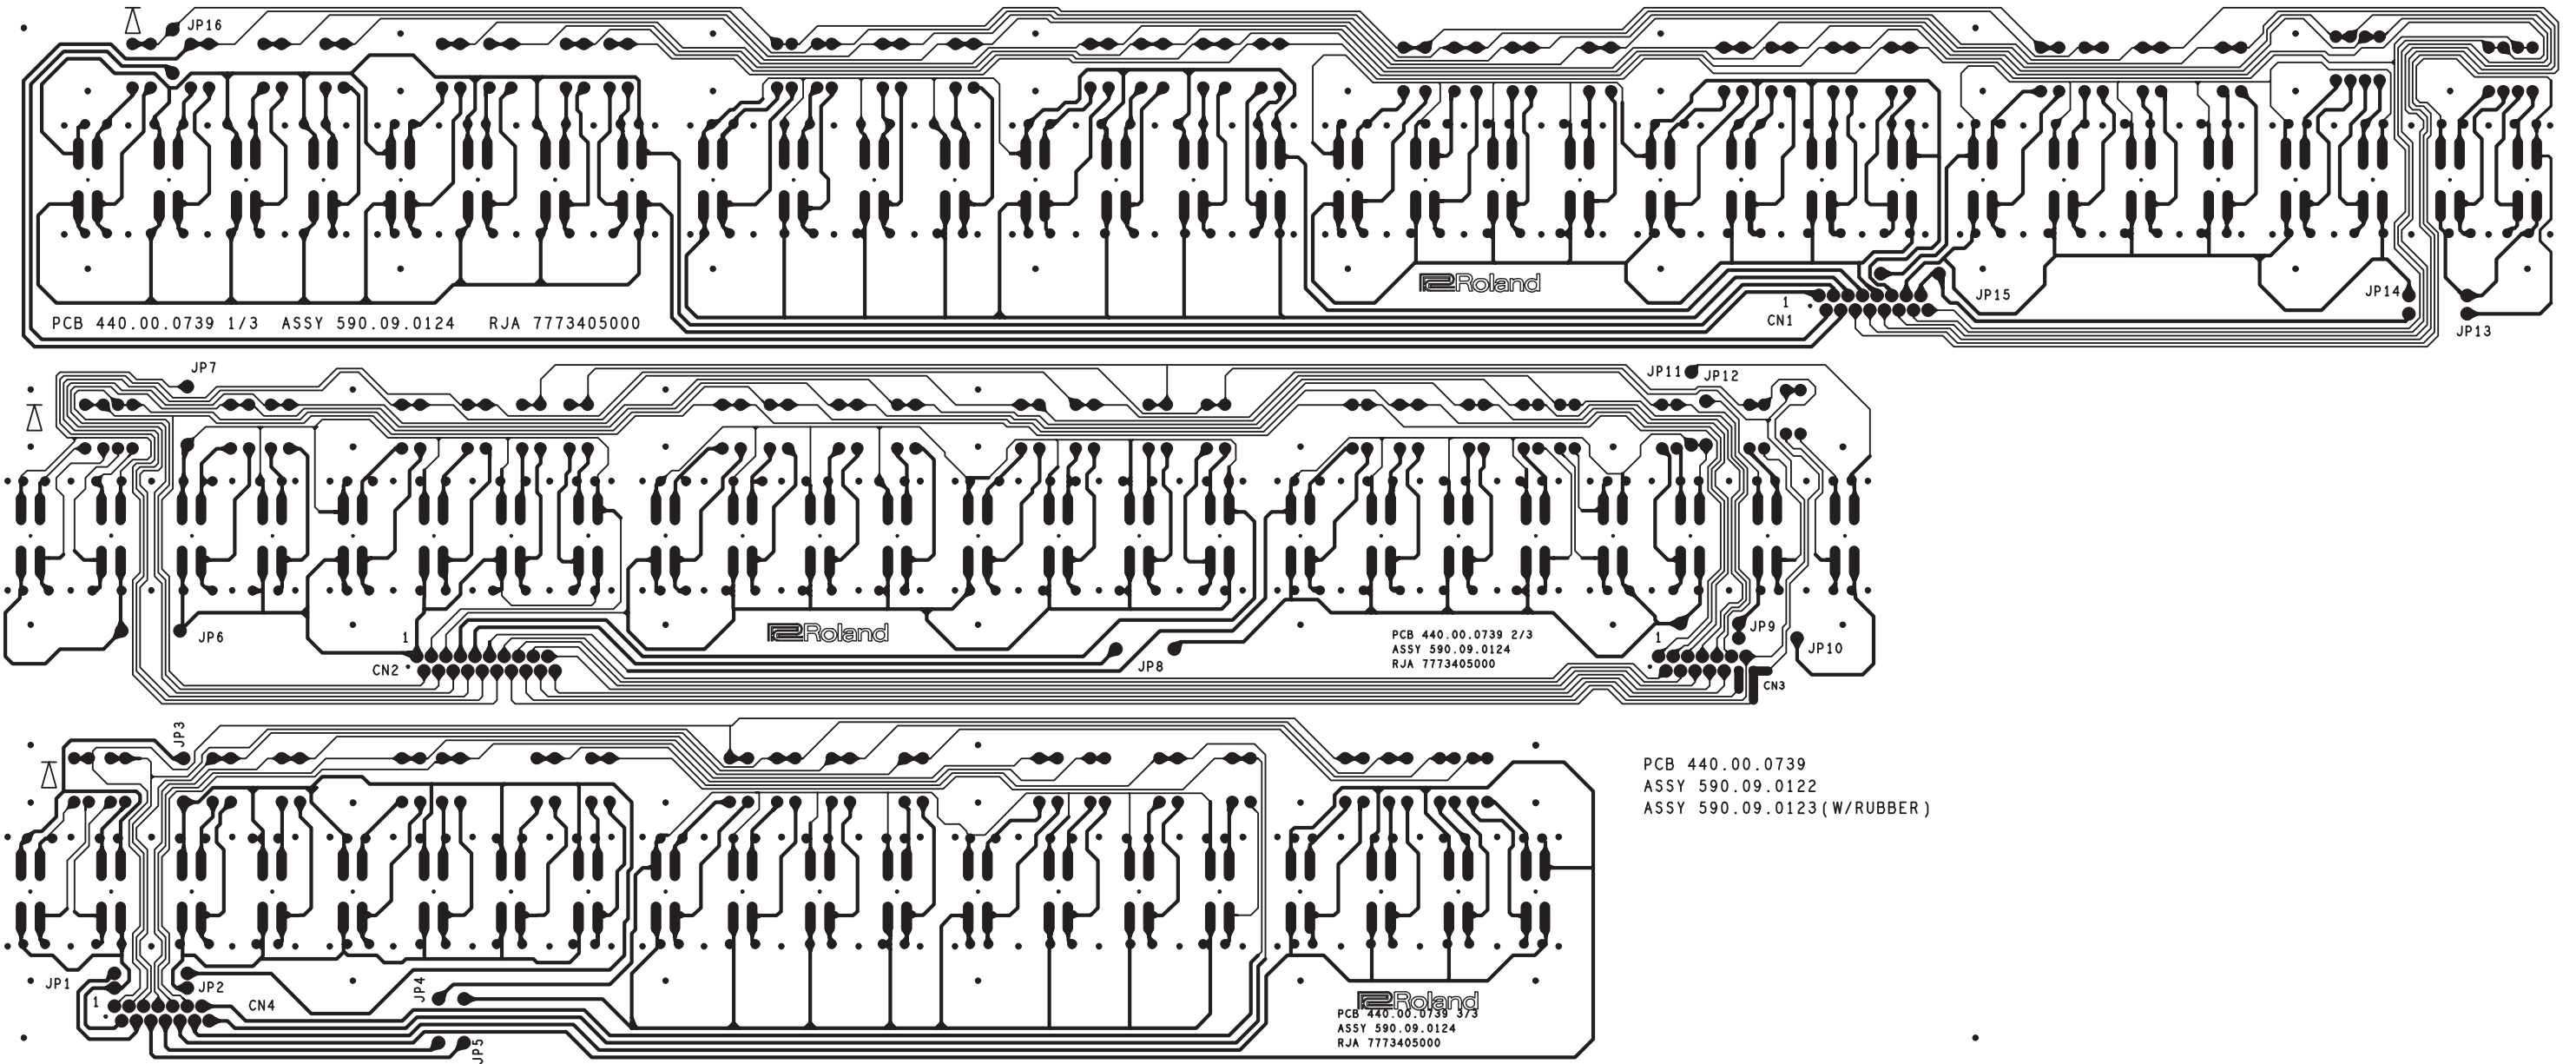 JP16
Roland
JP15
JP14
1
PCB 440.00.0739 1/3 ASSY 590.09.0124 RJA 7773405000
CN1
JP13
JP7
JP11
JP12
JP6
1
Roland
JP9
PCB 440.00.0739 2/3
ASSY 590.09.0124
RJA 7773405000
1
JP10
CN2
JP8
CN3
JP3
PCB 440.00.0739
ASSY 590.09.0122
ASSY 590.09.0123(W/RUBBER)
JP1
JP2
JP4
1
CN4
Roland
PCB 440.00.0739 3/3
ASSY 590.09.0124
RJA 7773405000
JP5